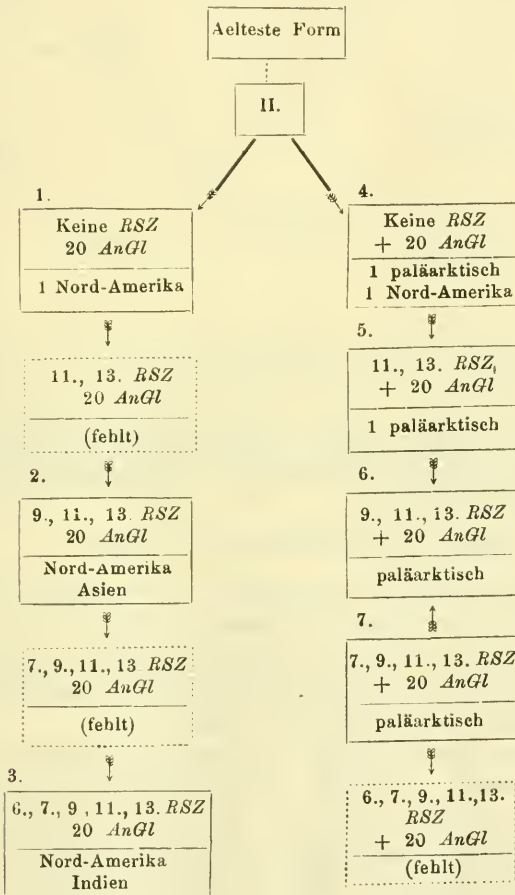 Aelteste Form
II.
1.
Keine RSZ
20 AnGl
1 Nord-Amerika
11., 13. RSZ
20 AnGl
(fehlt)
2.
9., 11., 13. RSZ
20 AnGl
Nord-Amerika
Asien
7., 9., 11., 13 RSZ
20 AnGl
(fehlt)
3.
6., 7., 9 , 11., 13. RSZ
20 AnGl
Nord-Amerika
Indien
4.
Keine RSZ
+ 20 AnGl
1 paläarktisch
1 Nord-Amerika
5.
11., 13. RSZ,
+ 20 AnGl
1 paläarktisch
6.
9., 11., 13. RSZ
+ 20 AnGl
paläarktisch
7.
7., 9., 11., 13. RSZ
+ 20 AnGl
paläarktisch
6., 7., 9., 11.,13.
RSZ
+ 20 AnGl
(fehlt)